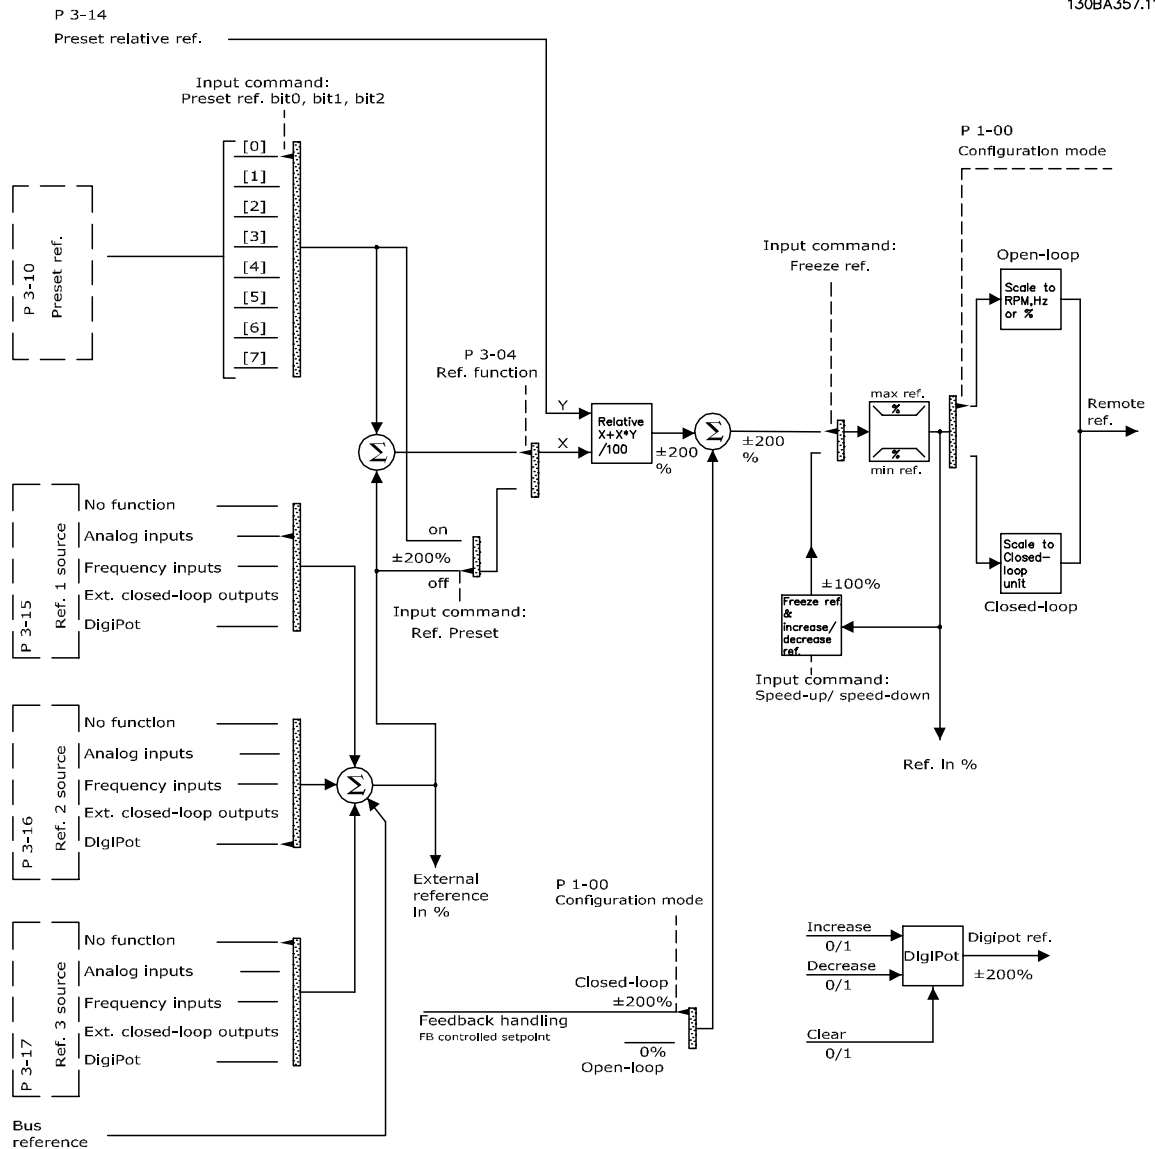 130BA357.11
P 3-14
Preset relative ref.
Input command:
Preset ref. bit0, bit1, bit2
[0]
[1]
[2]
[3]
[4]
[5]
[6]
[7]
P 3-10
Preset ref.
P 1-00
Configuration mode
Input command:
Freeze ref.
Open-loop
Scale to
RPM,Hz
or %
P 3-04
Ref. function
Y
X
Relative
X+X*Y
/100
Σ
±200
%
Σ
±200
%
max ref.
%
%
min ref.
Remote
ref.
on
±200%
off
Input command:
Ref. Preset
P 3-15
Ref. 1 source
No function
Analog inputs
Frequency inputs
Ext. closed-loop outputs
DigiPot
Scale to
Closed-
loop
unit
Closed-loop
±100%
Freeze ref.
&
increase/
decrease
ref.
Input command:
Speed-up/ speed-down
Ref. in %
P 3-16
Ref. 2 source
No function
Analog inputs
Frequency inputs
Ext. closed-loop outputs
DigiPot
Σ
External
reference
in %
P 1-00
Configuration mode
Closed-loop
±200%
Feedback handling
FB controlled setpoint
0%
Open-loop
Increase
0/1
Decrease
0/1
Clear
0/1
DigiPot
Digipot ref.
±200%
P 3-17
Ref. 3 source
No function
Analog inputs
Frequency inputs
Ext. closed-loop outputs
DigiPot
Bus
reference